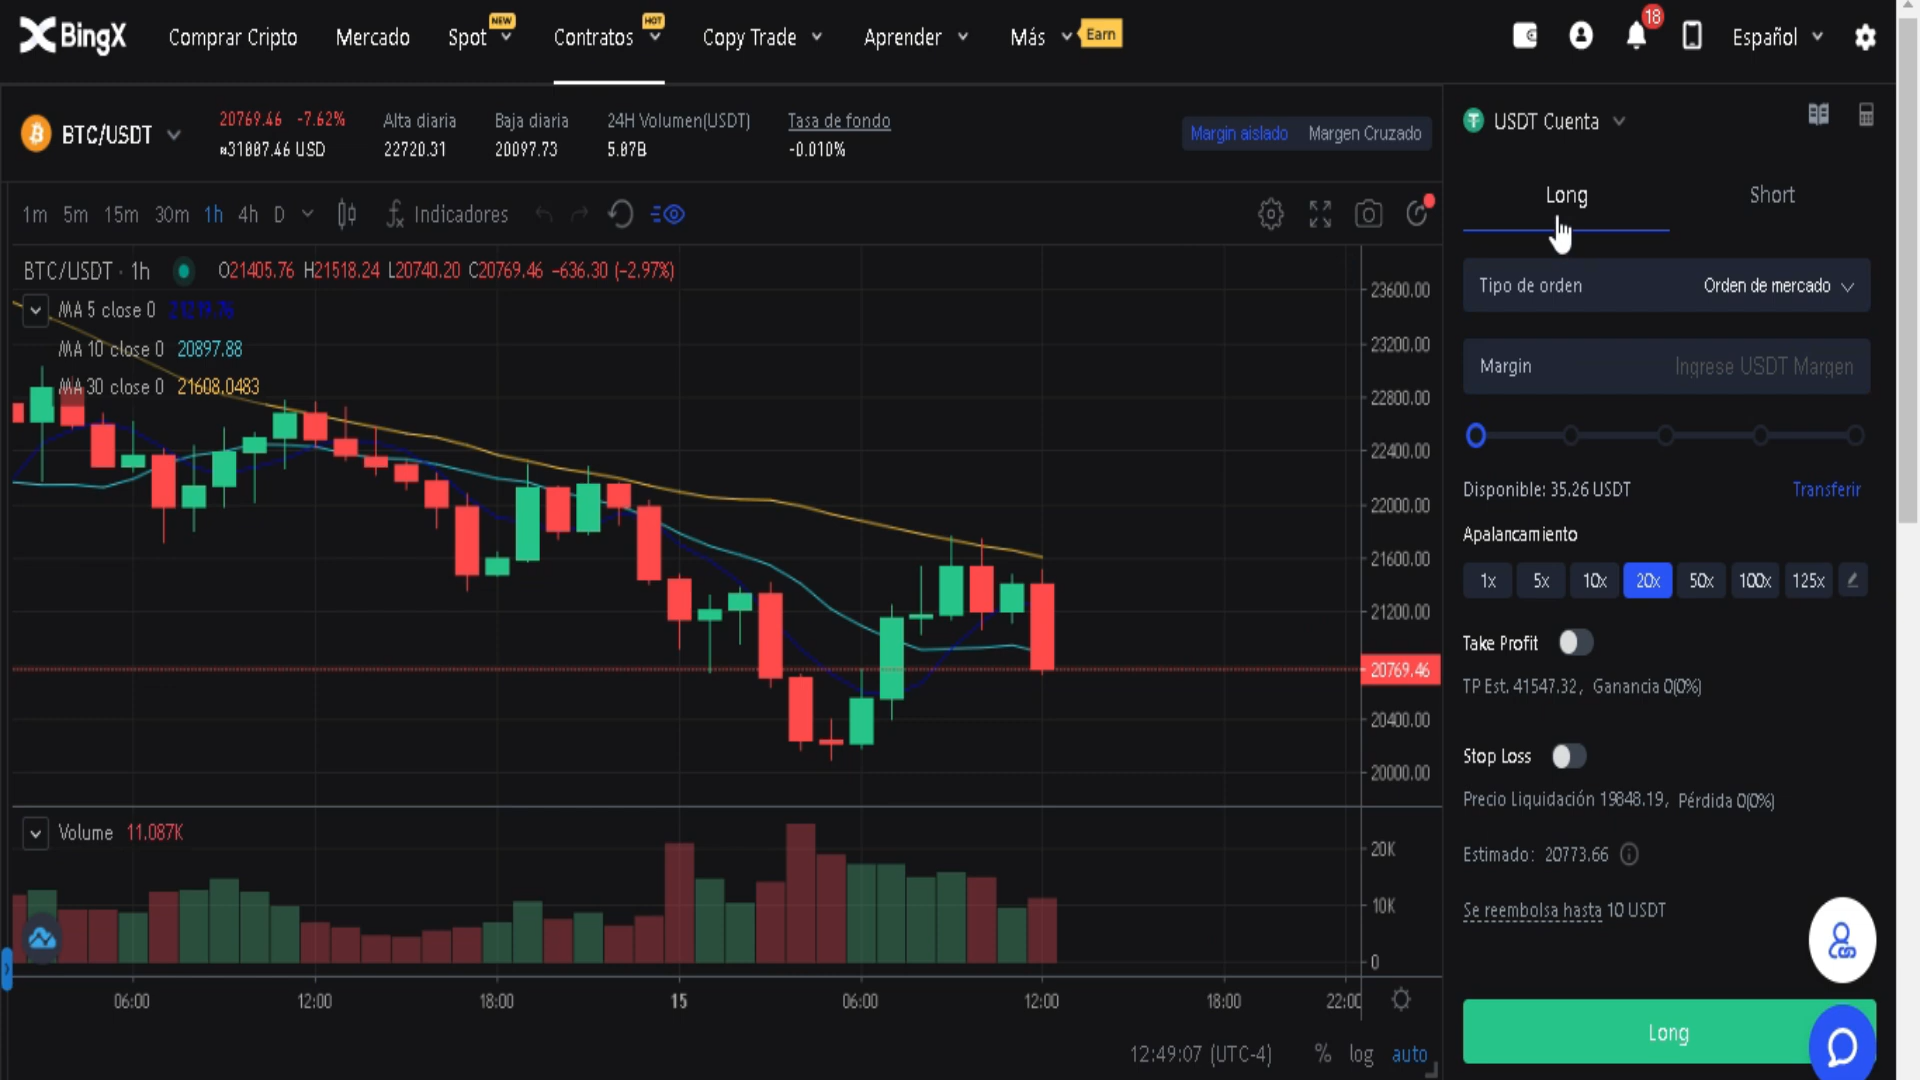 BingX
Comprar Cripto
Mercado
Spot NEW
Contratos HOT
Copy Trade
Aprender
Más
Earn
18
Español
BTC/USDT
20769.46 -7.62%
≈31007.46 USD
Alta diaria
22720.31
Baja diaria
20097.73
24H Volumen(USDT)
5.07B
Tasa de fondo
-0.010%
Margin aislado Margen Cruzado
USDT Cuenta
1m 5m 15m 30m 1h 4h D
Indicadores
Long Short
BTC/USDT · 1h O21405.76 H21518.24 L20740.20 C20769.46 −636.30 (−2.97%)
MA 5 close 0 21219.76
MA 10 close 0 20897.88
MA 30 close 0 21608.0483
23600.00
23200.00
22800.00
22400.00
22000.00
21600.00
21200.00
20769.46
20400.00
20000.00
Tipo de orden Orden de mercado
Margin Ingrese USDT Margen
Disponible: 35.26 USDT Transferir
Apalancamiento
1x 5x 10x 20x 50x 100x 125x
Take Profit
TP Est. 41547.32, Ganancia 0(0%)
Stop Loss
Precio Liquidación 19848.19, Pérdida 0(0%)
Estimado: 20773.66
Se reembolsa hasta 10 USDT
Long
Volume 11.087K
20K
10K
0
06:00 12:00 18:00 15 06:00 12:00 18:00 22:00
12:49:07 (UTC-4) % log auto